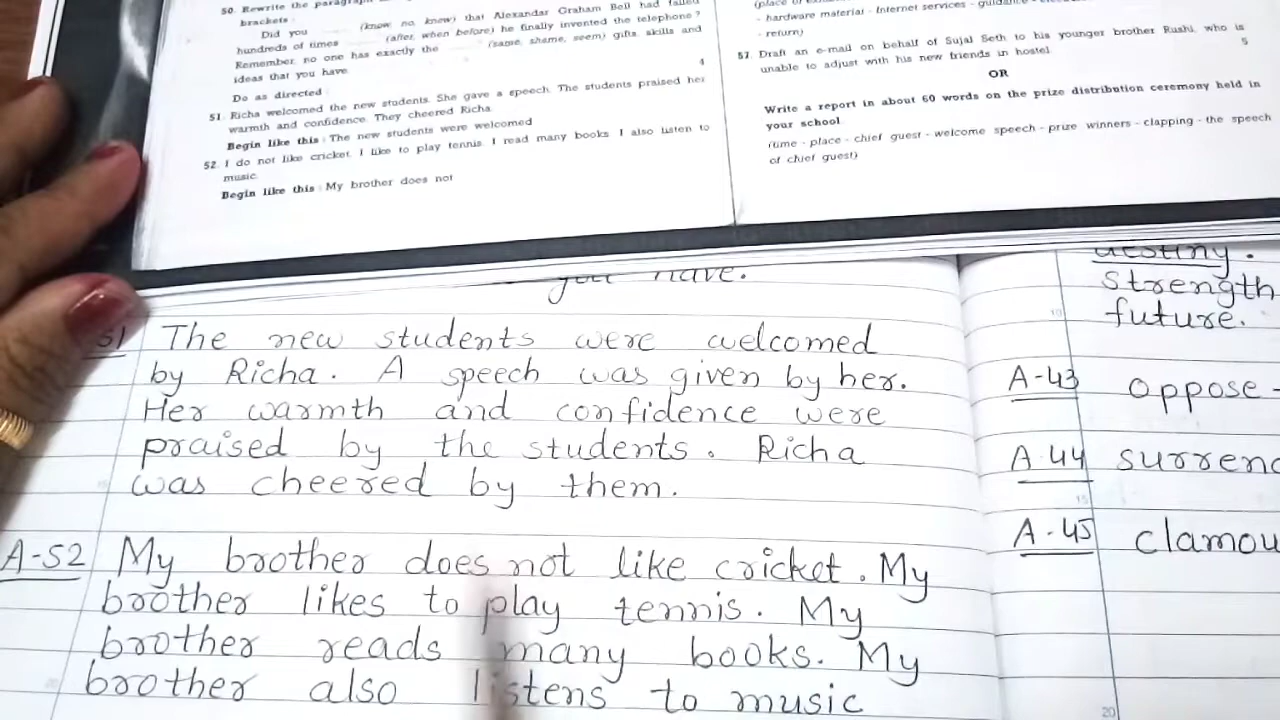 50. Rewrite the paragraph
brackets :
Did you (know, no, knew) that Alexandar Graham Bell had failed
hundreds of times (after, when before) he finally invented the telephone ?
Remember, no one has exactly the (same, shame, seem) gifts, skills and
ideas that you have.
4
Do as directed :
51. Richa welcomed the new students. She gave a speech. The students praised her
warmth and confidence. They cheered Richa.
Begin like this : The new students were welcomed
52. I do not like cricket. I like to play tennis. I read many books. I also listen to
music.
Begin like this : My brother does not
- hardware material - Internet services -
- return)
57. Draft an e-mail on behalf of Sujal Seth to his younger brother Rushi, who is
unable to adjust with his new friends in hostel.
5
OR
Write a report in about 60 words on the prize distribution ceremony held in
your school.
(time - place - chief guest - welcome speech - prize winners - clapping - the speech
of chief guest)
you have.
51 The new students were welcomed
by Richa. A speech was given by her.
Her warmth and confidence were
praised by the students. Richa
was cheered by them.
A-52 My brother does not like cricket. My
brother likes to play tennis. My
brother reads many books. My
brother also listens to music
destiny.
strength
future.
A-43 oppose-
A-44 surrend
A-45 clamou
10
15
20